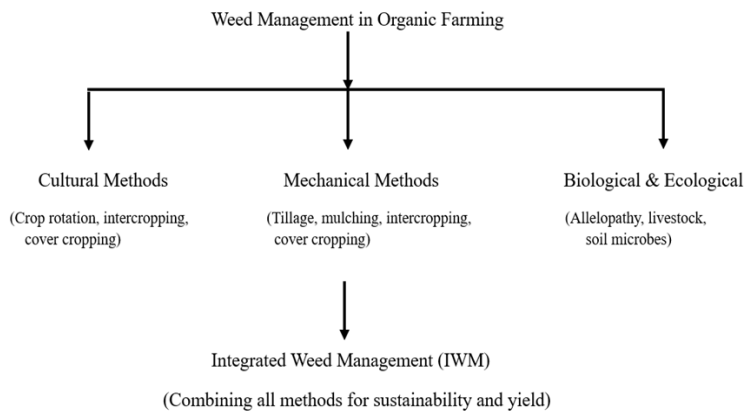 Weed Management in Organic Farming
Cultural Methods
(Crop rotation, intercropping,
cover cropping)
Mechanical Methods
(Tillage, mulching, intercropping,
cover cropping)
Biological & Ecological
(Allelopathy, livestock,
soil microbes)
Integrated Weed Management (IWM)
(Combining all methods for sustainability and yield)